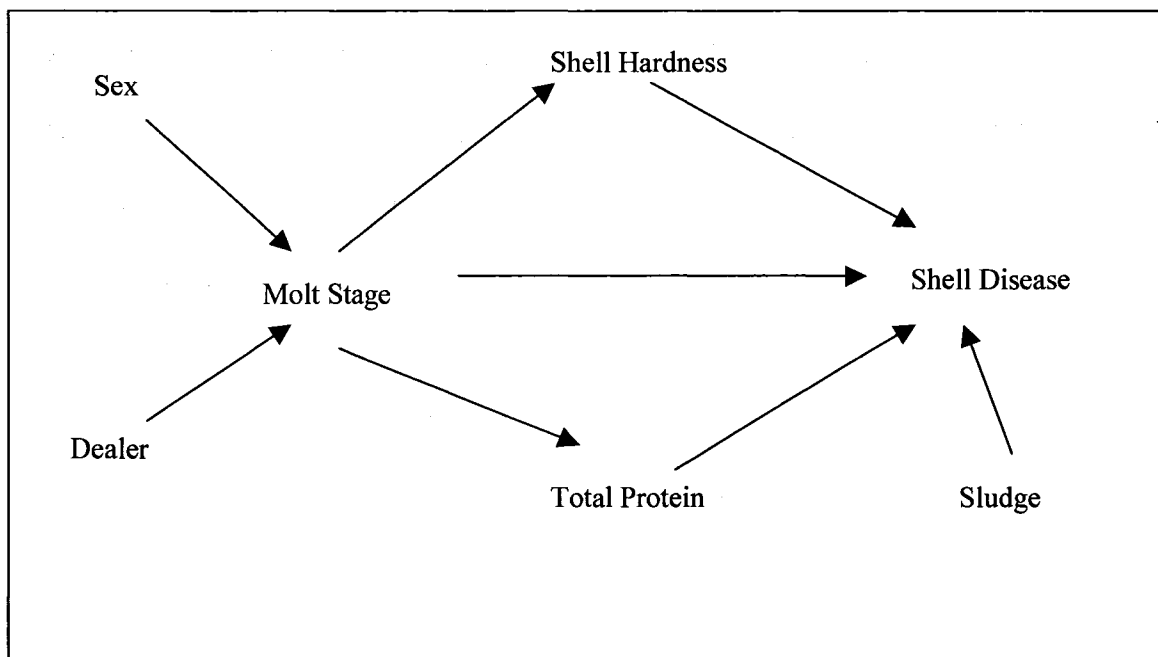 Shell Hardness
Sex
Shell Disease
Molt Stage
Dealer
Total Protein
Sludge